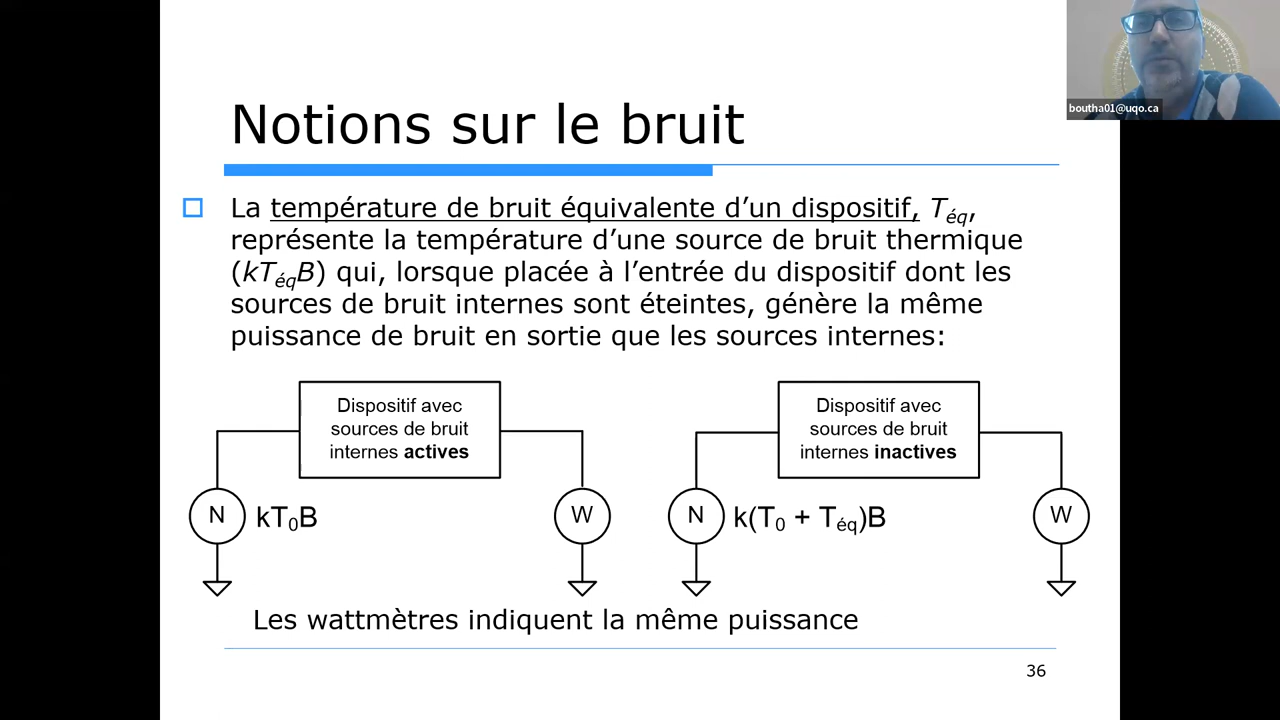 boutha01@uqo.ca
Notions sur le bruit
La température de bruit équivalente d’un dispositif, Téq,
représente la température d’une source de bruit thermique
(kTéqB) qui, lorsque placée à l’entrée du dispositif dont les
sources de bruit internes sont éteintes, génère la même
puissance de bruit en sortie que les sources internes:
Dispositif avec
sources de bruit
internes actives
N
kT0B
W
Dispositif avec
sources de bruit
internes inactives
N
k(T0 + Téq)B
W
Les wattmètres indiquent la même puissance
36